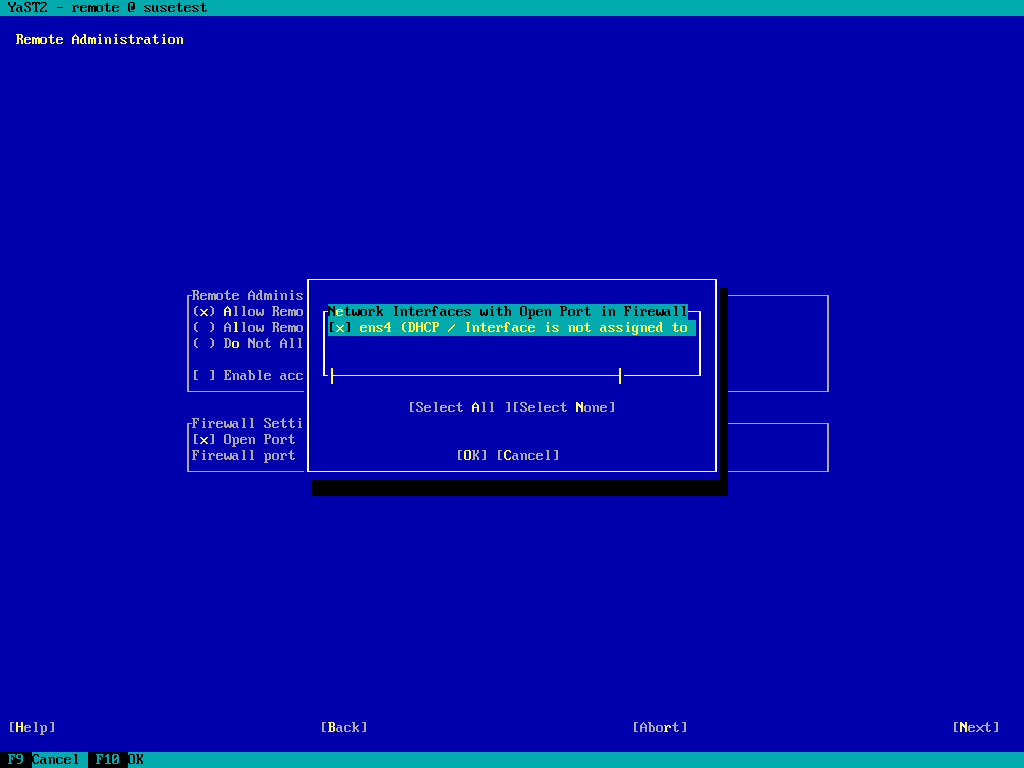 YaST2 - remote @ susetest
Remote Administration
Remote Adminis
(x) Allow Remo
( ) Allow Remo
( ) Do Not All
[ ] Enable acc
Firewall Setti
[x] Open Port
Firewall port
Network Interfaces with Open Port in Firewall
[x] ens4 (DHCP / Interface is not assigned to
[Select All ][Select None]
[OK] [Cancel]
[Help] [Back] [Abort] [Next]
F9 Cancel F10 OK